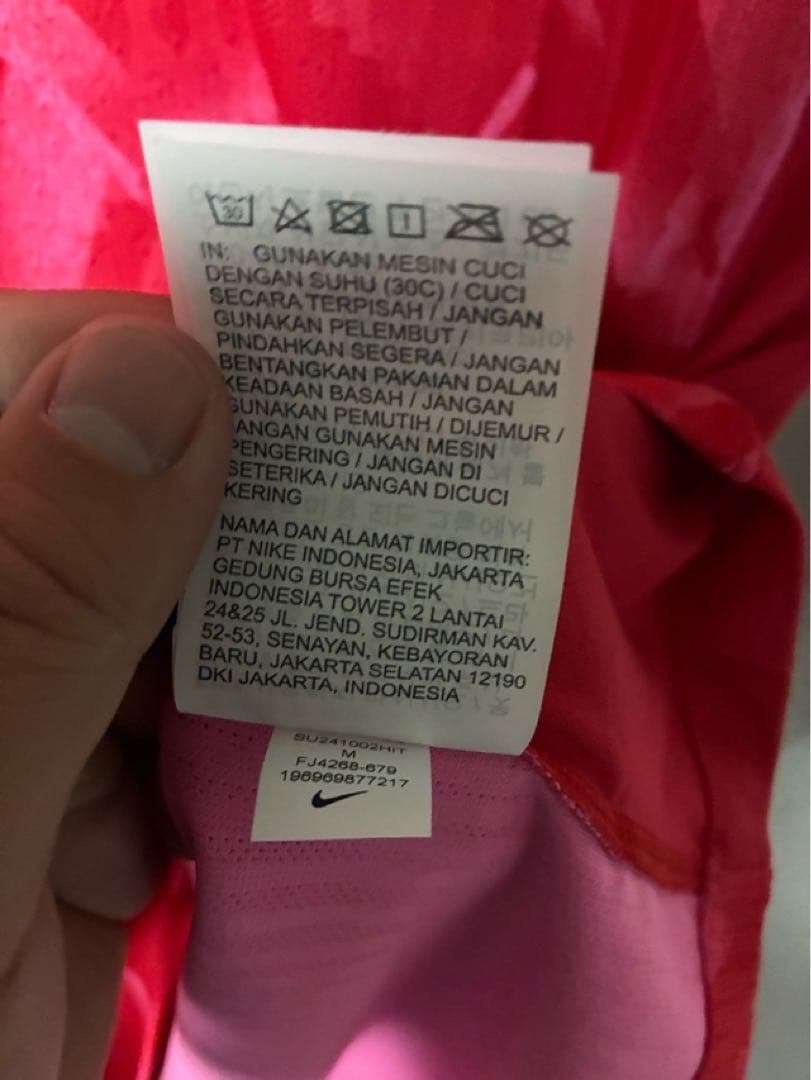 30
IN: GUNAKAN MESIN CUCI
DENGAN SUHU (30C) / CUCI
SECARA TERPISAH / JANGAN
GUNAKAN PELEMBUT /
PINDAHKAN SEGERA / JANGAN
BENTANGKAN PAKAIAN DALAM
KEADAAN BASAH / JANGAN
GUNAKAN PEMUTIH / DIJEMUR /
JANGAN GUNAKAN MESIN
PENGERING / JANGAN DI
SETERIKA / JANGAN DICUCI
KERING
NAMA DAN ALAMAT IMPORTIR:
PT NIKE INDONESIA, JAKARTA
GEDUNG BURSA EFEK
INDONESIA TOWER 2 LANTAI
24&25 JL. JEND. SUDIRMAN KAV.
52-53, SENAYAN, KEBAYORAN
BARU, JAKARTA SELATAN 12190
DKI JAKARTA, INDONESIA
SU241002HIT
M
FJ4268-679
196969877217